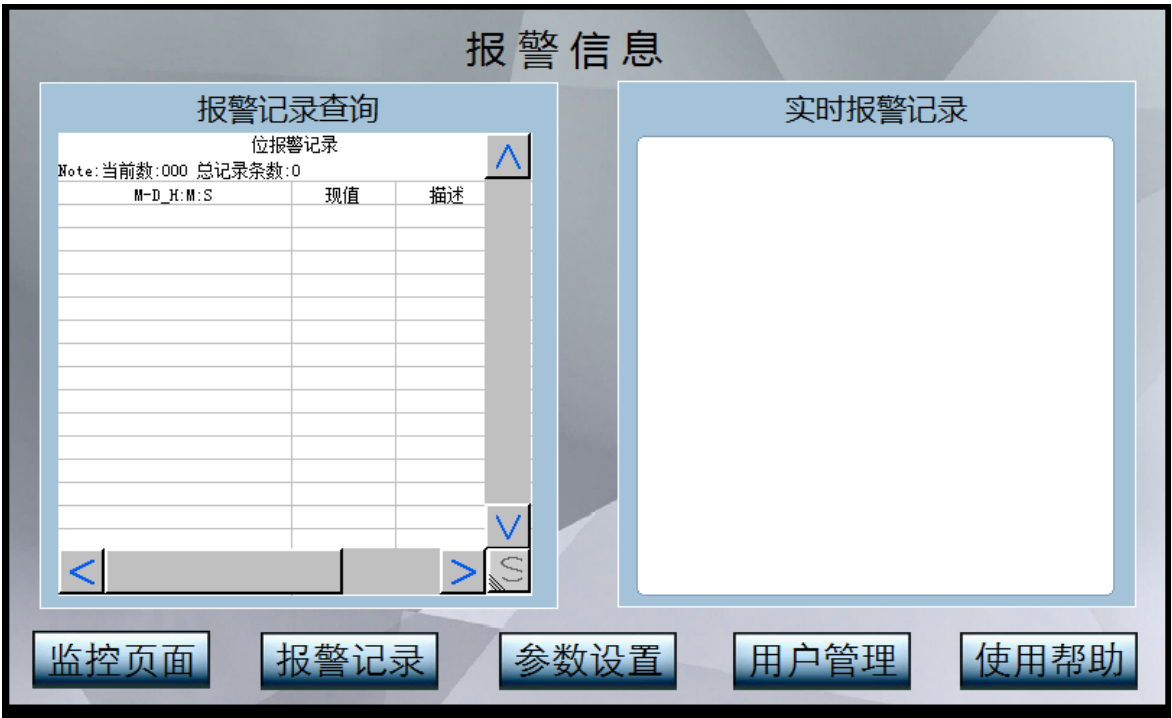 报警信息
报警记录查询
位报警记录
Note:当前数:000 总记录条数:0
M-D_H:M:S 现值 描述
S
实时报警记录
监控页面 报警记录 参数设置 用户管理 使用帮助